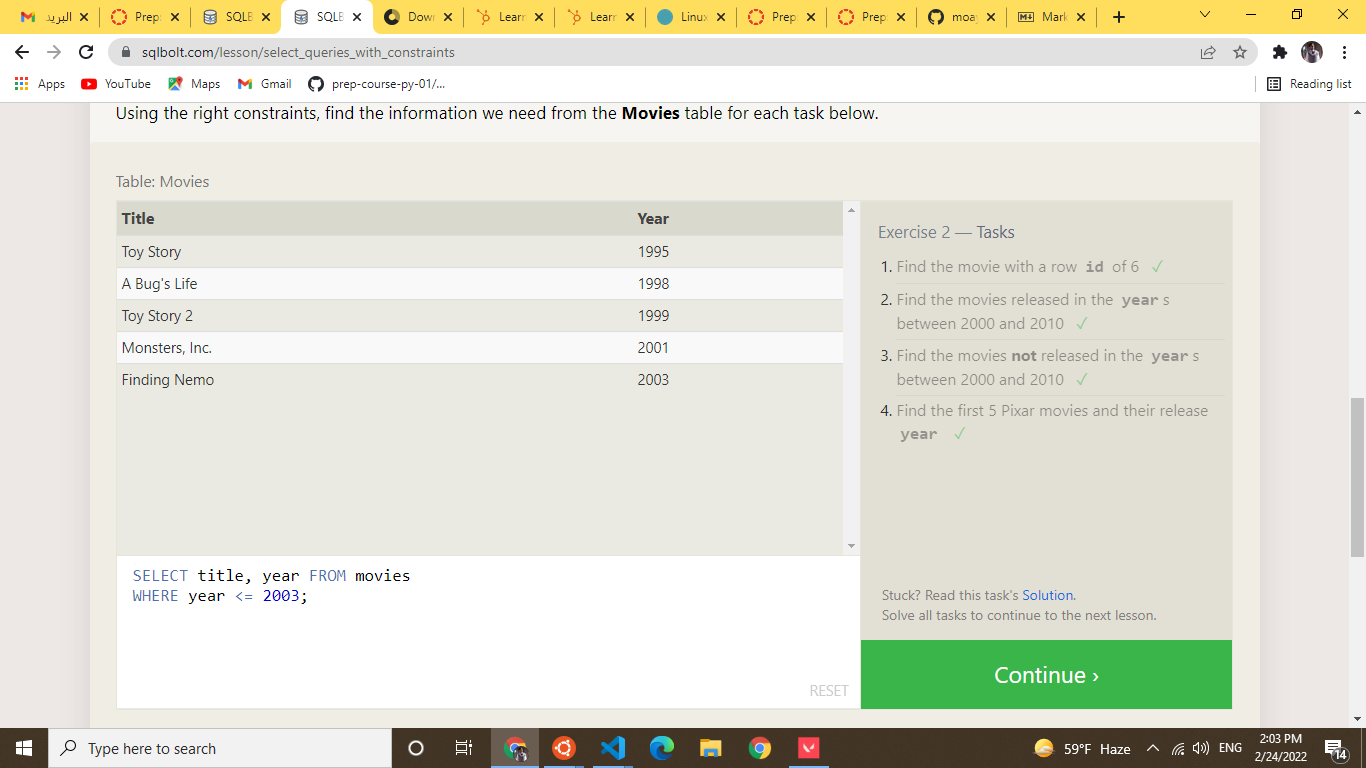 البريد
Prep
SQLB
SQLB
Dow
Learn
Learn
Linux
Prep
Prep
moay
Mark
sqlbolt.com/lesson/select_queries_with_constraints
Apps YouTube Maps Gmail prep-course-py-01/... Reading list
Using the right constraints, find the information we need from the Movies table for each task below.
Table: Movies
Title Year
Toy Story 1995
A Bug's Life 1998
Toy Story 2 1999
Monsters, Inc. 2001
Finding Nemo 2003
SELECT title, year FROM movies
WHERE year <= 2003;
RESET
Exercise 2 — Tasks
1. Find the movie with a row id of 6 ✓
2. Find the movies released in the year s
between 2000 and 2010 ✓
3. Find the movies not released in the year s
between 2000 and 2010 ✓
4. Find the first 5 Pixar movies and their release
year ✓
Stuck? Read this task's Solution.
Solve all tasks to continue to the next lesson.
Continue ›
Type here to search
59°F Haze
ENG
2:03 PM
2/24/2022
14